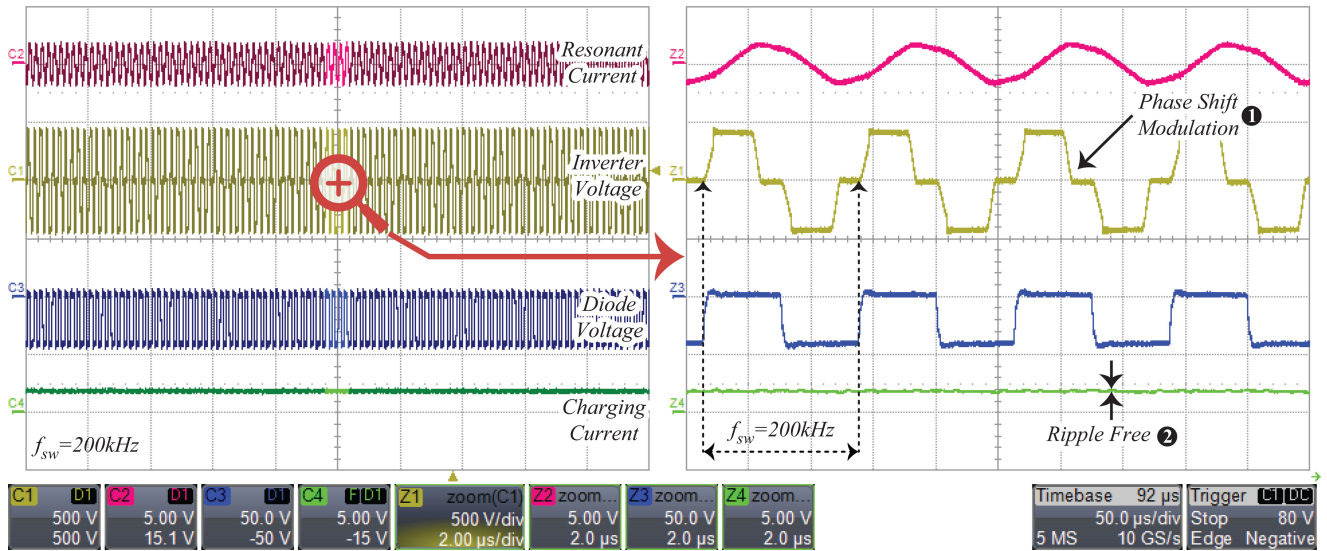 C2
Resonant
Current
C1
Inverter
Voltage
C3
Diode
Voltage
C4
Charging
Current
fsw=200kHz
Z2
Phase Shift
Modulation ❶
Z1
Z3
Z4
fsw=200kHz
Ripple Free ❷
C1 D1
500 V
500 V
C2 D1
5.00 V
15.1 V
C3 D1
50.0 V
-50 V
C4 F D1
5.00 V
-15 V
Z1 zoom(C1)
500 V/div
2.00 µs/div
Z2 zoom...
5.00 V
2.0 µs
Z3 zoom...
50.0 V
2.0 µs
Z4 zoom...
5.00 V
2.0 µs
Timebase 92 µs
50.0 µs/div
5 MS 10 GS/s
Trigger C1 DC
Stop 80 V
Edge Negative